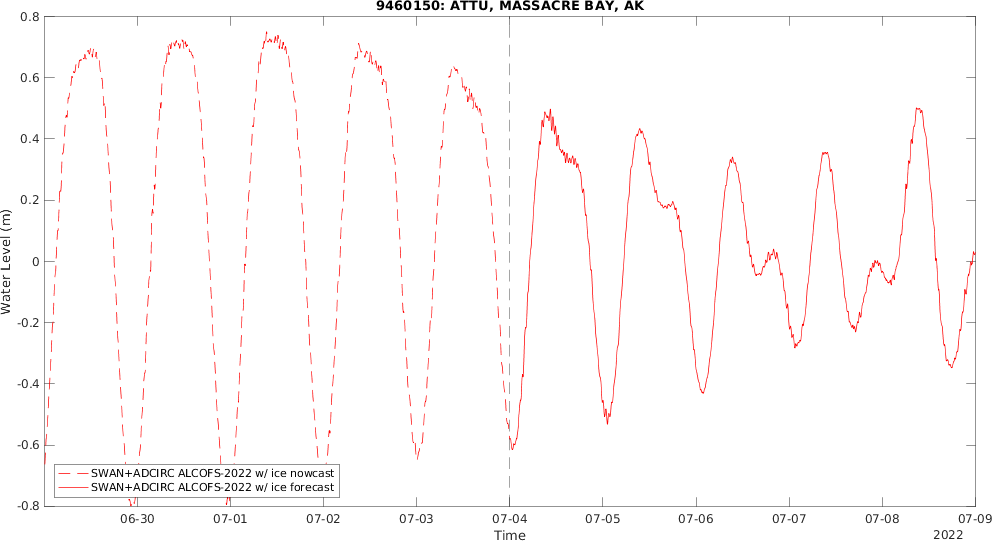 9460150: ATTU, MASSACRE BAY, AK
0.8
0.6
0.4
0.2
0
-0.2
-0.4
-0.6
-0.8
Water Level (m)
SWAN+ADCIRC ALCOFS-2022 w/ ice nowcast
SWAN+ADCIRC ALCOFS-2022 w/ ice forecast
06-30 07-01 07-02 07-03 07-04 07-05 07-06 07-07 07-08 07-09
Time
2022